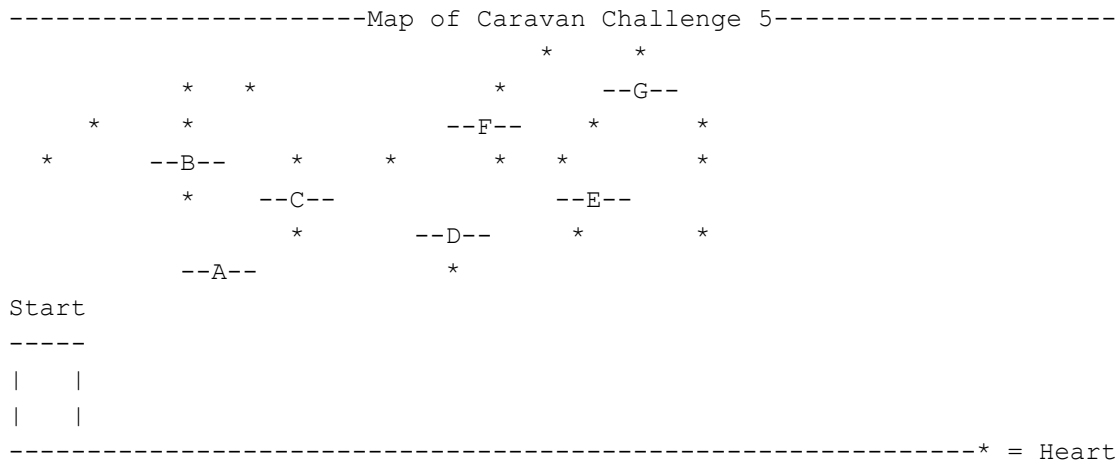 -----------------------Map of Caravan Challenge 5----------------------
                                  *     *
           *   *               *      --G--
     *     *                --F--    *      *
  *      --B--    *     *      *   *        *
           *    --C--              --E--
                  *       --D--     *       *
           --A--            *
Start
-----
|   |
|   |
--------------------------------------------------------------* = Heart